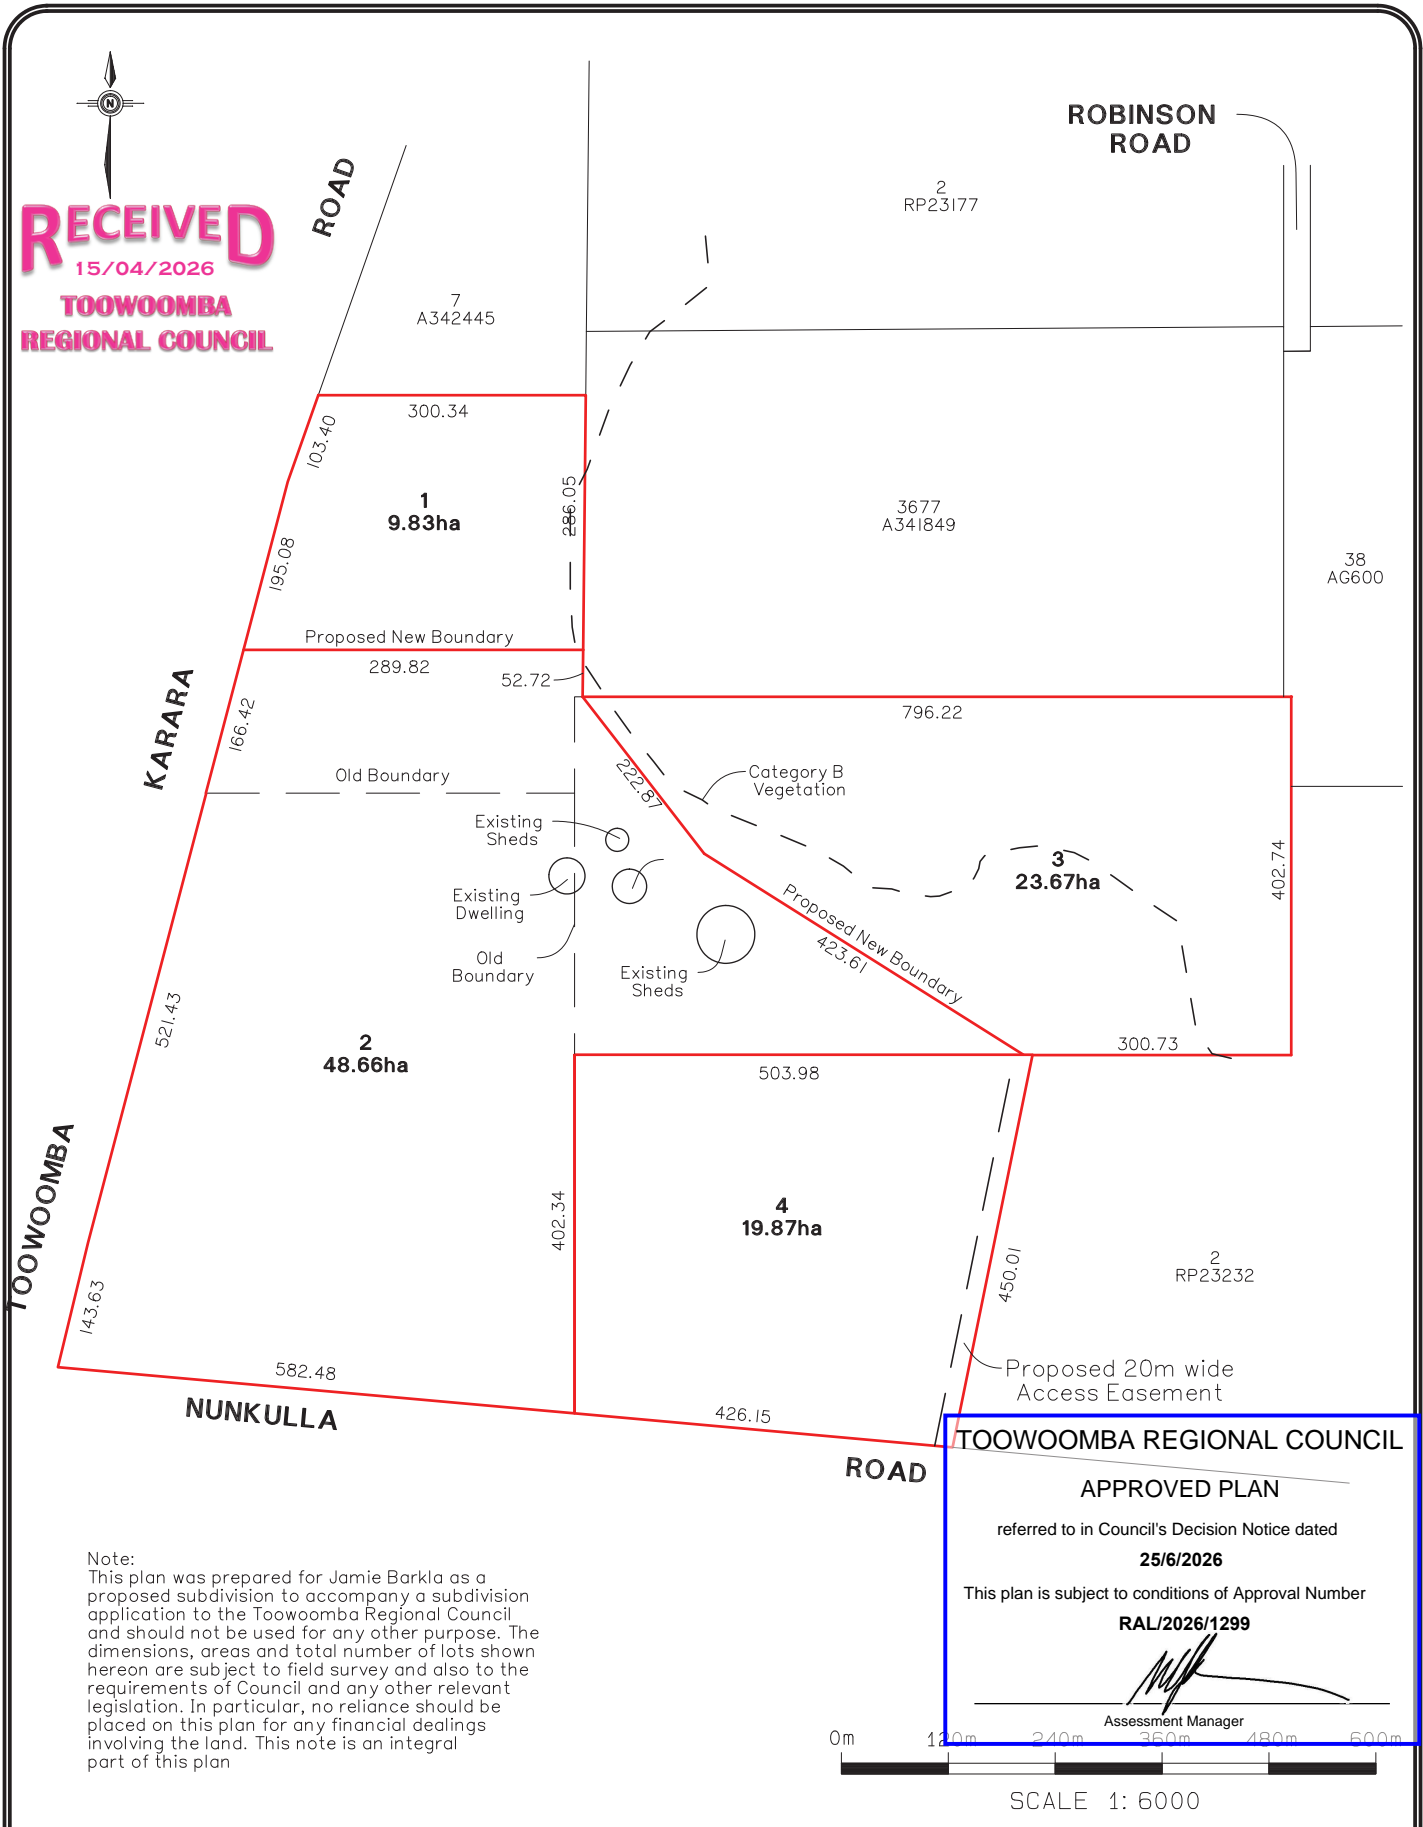 N
ROBINSON
ROAD
ROAD
2
RP23177
RECEIVED
15/04/2026
TOOWOOMBA
REGIONAL COUNCIL
7
A342445
300.34
103.40
1
9.83ha
286.05
3677
A341849
195.08
38
AG600
Proposed New Boundary
289.82
52.72
KARARA
166.42
796.22
Old Boundary
222.87
Category B
Vegetation
Existing
Sheds
3
23.67ha
402.74
Existing
Dwelling
Proposed New Boundary
423.61
Old
Boundary
Existing
Sheds
521.43
2
48.66ha
300.73
503.98
TOOWOOMBA
402.34
4
19.87ha
450.01
2
RP23232
143.63
582.48
Proposed 20m wide
Access Easement
NUNKULLA
426.15
ROAD
TOOWOOMBA REGIONAL COUNCIL
APPROVED PLAN
referred to in Council's Decision Notice dated
25/6/2026
This plan is subject to conditions of Approval Number
RAL/2026/1299
Assessment Manager
Note:
This plan was prepared for Jamie Barkla as a
proposed subdivision to accompany a subdivision
application to the Toowoomba Regional Council
and should not be used for any other purpose. The
dimensions, areas and total number of lots shown
hereon are subject to field survey and also to the
requirements of Council and any other relevant
legislation. In particular, no reliance should be
placed on this plan for any financial dealings
involving the land. This note is an integral
part of this plan
0m 120m 240m 360m 480m 600m
SCALE 1: 6000